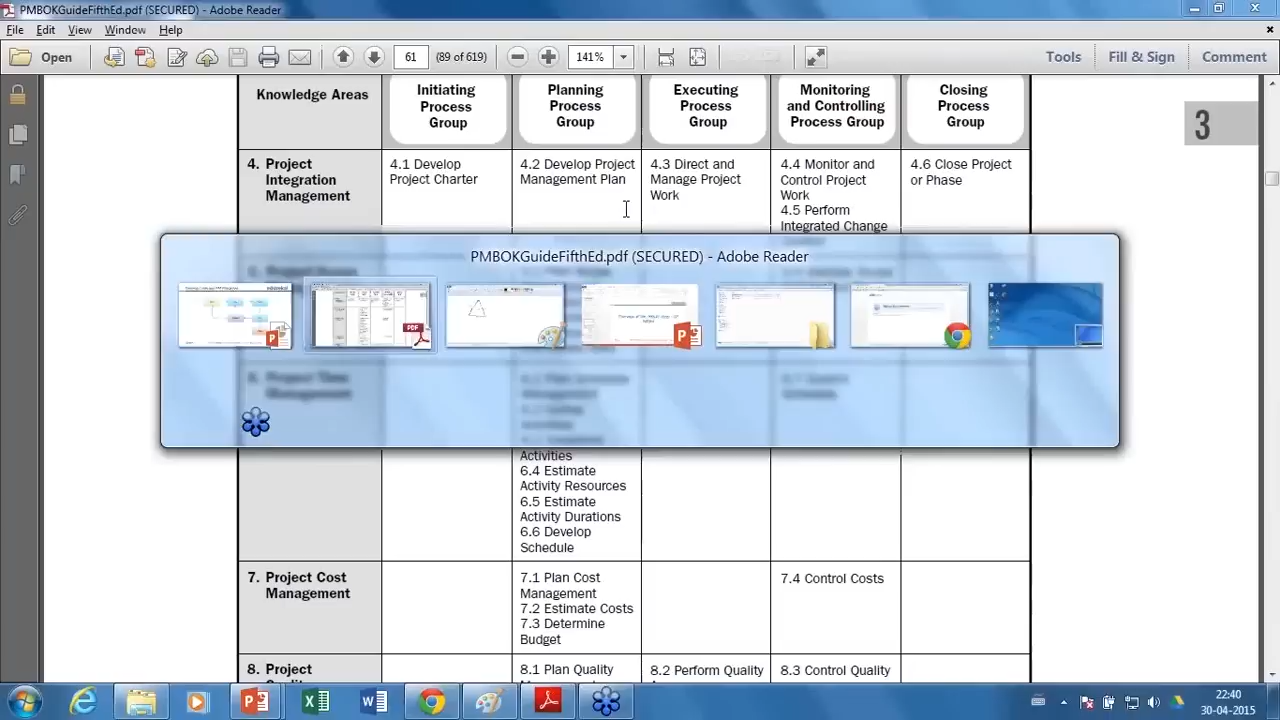 PMBOKGuideFifthEd.pdf (SECURED) - Adobe Reader
File Edit View Window Help
Open 61 (89 of 619) 141% Tools Fill & Sign Comment
Knowledge Areas
Initiating
Process
Group
Planning
Process
Group
Executing
Process
Group
Monitoring
and Controlling
Process Group
Closing
Process
Group
3
4. Project
Integration
Management
4.1 Develop
Project Charter
4.2 Develop Project
Management Plan
4.3 Direct and
Manage Project
Work
4.4 Monitor and
Control Project
Work
4.5 Perform
Integrated Change
4.6 Close Project
or Phase
PMBOKGuideFifthEd.pdf (SECURED) - Adobe Reader
Activities
6.4 Estimate
Activity Resources
6.5 Estimate
Activity Durations
6.6 Develop
Schedule
7. Project Cost
Management
7.1 Plan Cost
Management
7.2 Estimate Costs
7.3 Determine
Budget
7.4 Control Costs
8. Project
8.1 Plan Quality
8.2 Perform Quality
8.3 Control Quality
22:40
30-04-2015